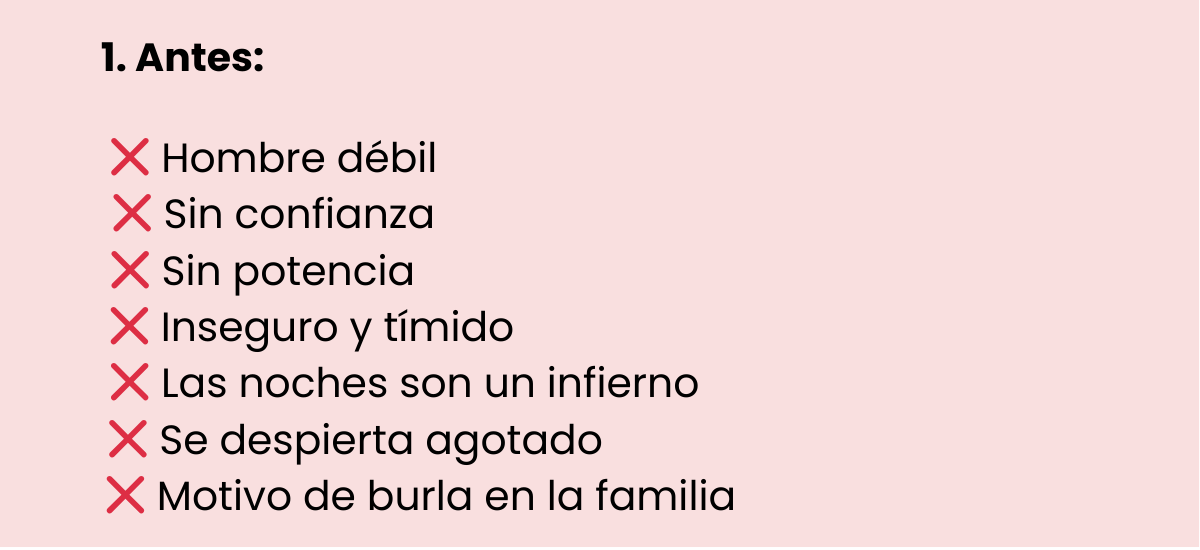 1. Antes:
❌ Hombre débil
❌ Sin confianza
❌ Sin potencia
❌ Inseguro y tímido
❌ Las noches son un infierno
❌ Se despierta agotado
❌ Motivo de burla en la familia